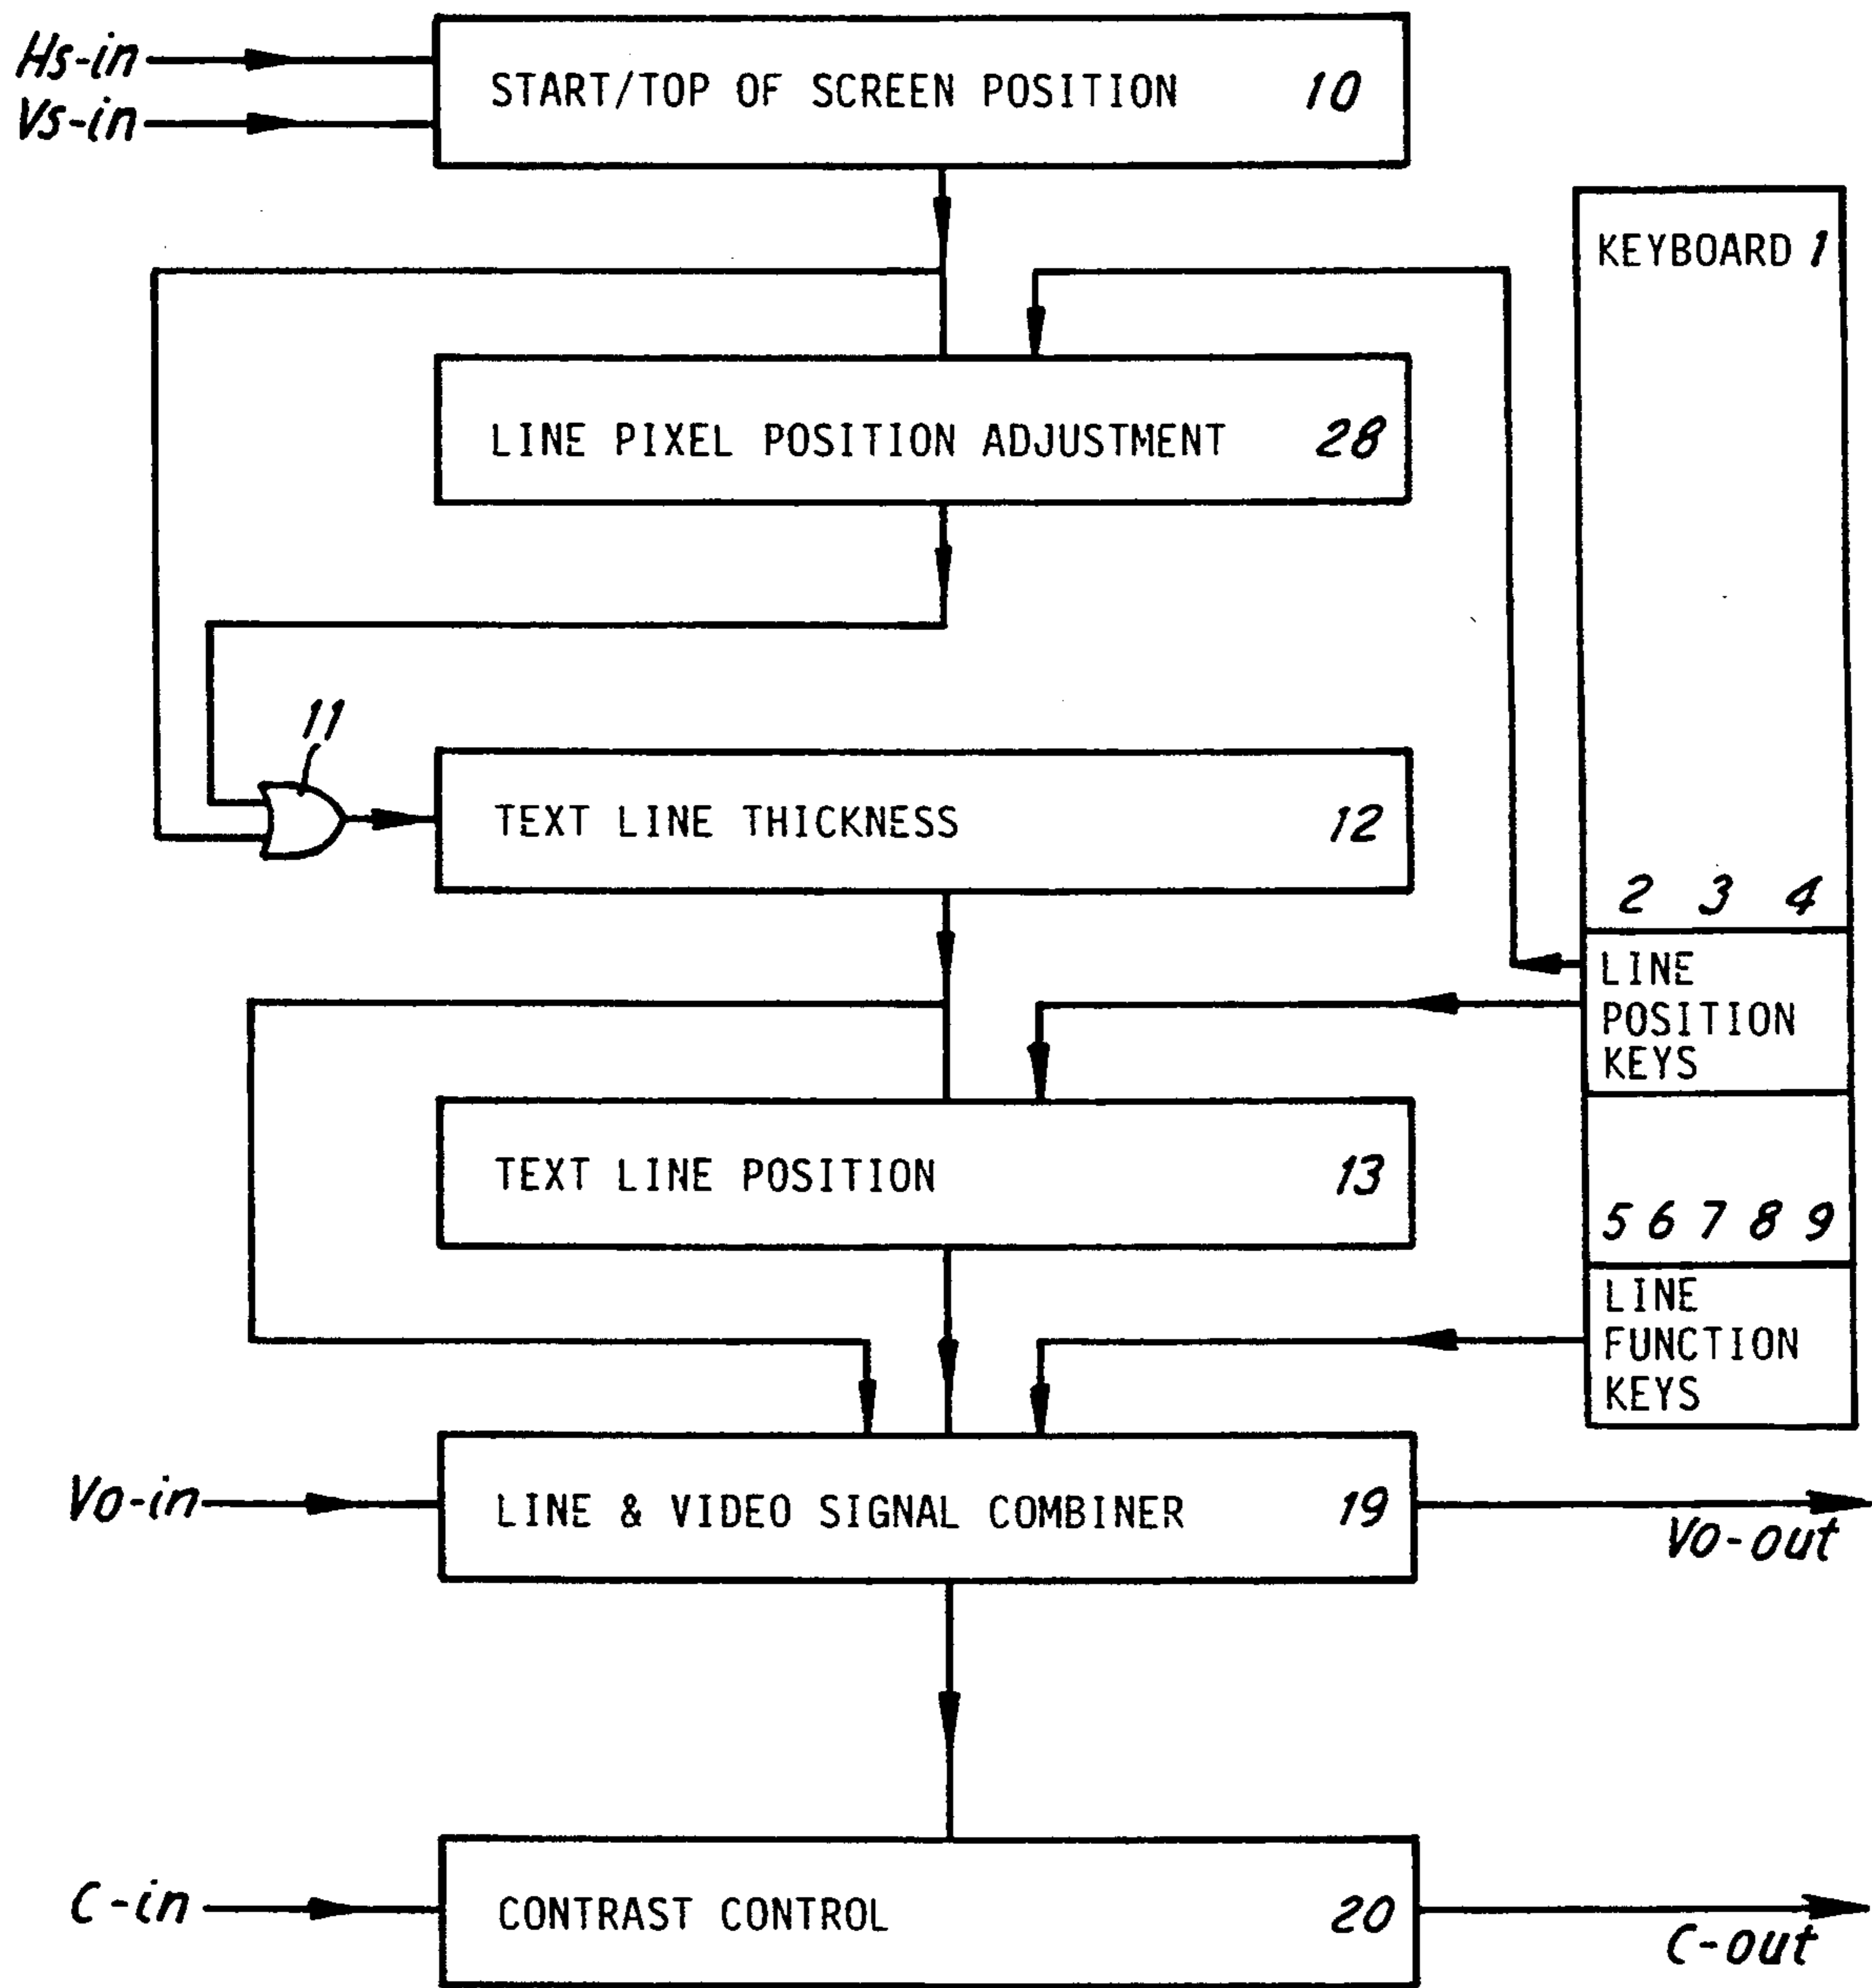 Hs-in
Vs-in
START/TOP OF SCREEN POSITION 10
KEYBOARD 1
LINE PIXEL POSITION ADJUSTMENT 28
11
TEXT LINE THICKNESS 12
2 3 4
LINE
POSITION
KEYS
TEXT LINE POSITION 13
5 6 7 8 9
LINE
FUNCTION
KEYS
Vo-in
LINE & VIDEO SIGNAL COMBINER 19
Vo-out
C-in
CONTRAST CONTROL 20
C-out